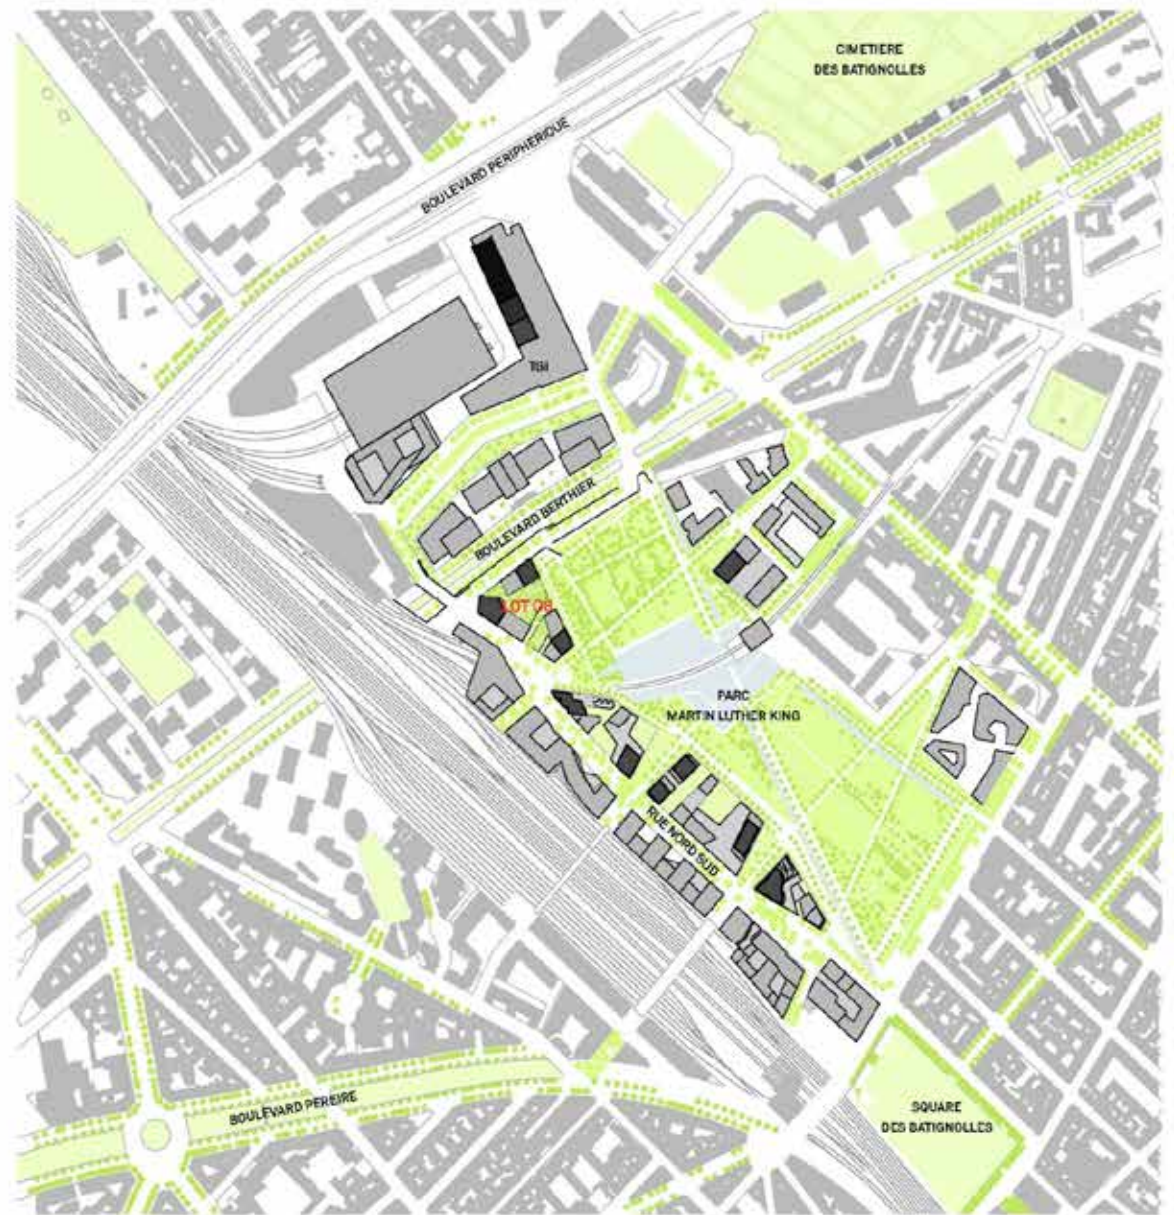 CIMETIERE
DES BATIGNOLLES
BOULEVARD PERIPHERIQUE
TGI
BOULEVARD BERTHIER
LOT 08
PARC
MARTIN LUTHER KING
RUE NORD SUD
BOULEVARD PEREIRE
SQUARE
DES BATIGNOLLES